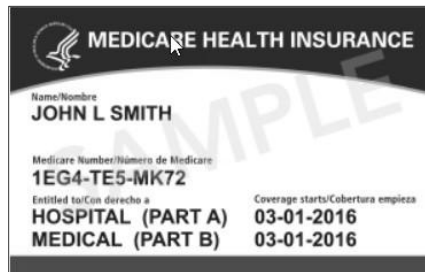 MEDICARE HEALTH INSURANCE
SAMPLE
Name/Nombre
JOHN L SMITH
Medicare Number/Número de Medicare
1EG4-TE5-MK72
Entitled to/Con derecho a
Coverage starts/Cobertura empieza
HOSPITAL (PART A) 03-01-2016
MEDICAL (PART B) 03-01-2016